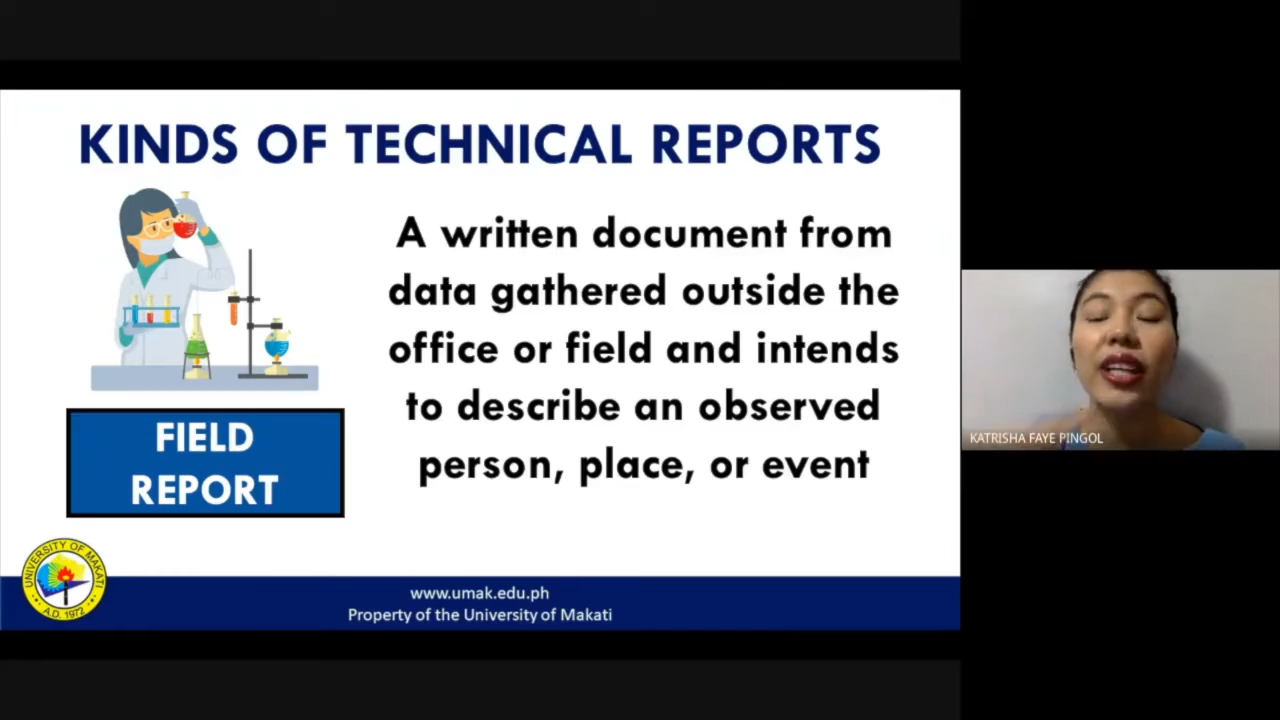 KINDS OF TECHNICAL REPORTS
A written document from
data gathered outside the
office or field and intends
to describe an observed
person, place, or event
FIELD
REPORT
UNIVERSITY OF MAKATI
A.D. 1972
www.umak.edu.ph
Property of the University of Makati
KATRISHA FAYE PINGOL